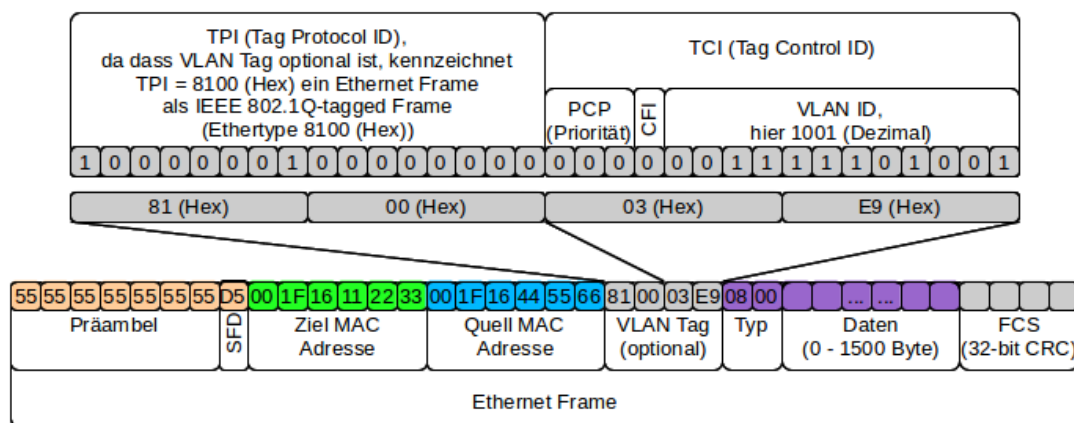 TPI (Tag Protocol ID),
da dass VLAN Tag optional ist, kennzeichnet
TPI = 8100 (Hex) ein Ethernet Frame
als IEEE 802.1Q-tagged Frame
(Ethertype 8100 (Hex))
TCI (Tag Control ID)
PCP
(Priorität)
CFI
VLAN ID,
hier 1001 (Dezimal)
1 0 0 0 0 0 0 1 0 0 0 0 0 0 0 0 0 0 0 0 0 0 1 1 1 1 1 0 1 0 0 1
81 (Hex) 00 (Hex) 03 (Hex) E9 (Hex)
55 55 55 55 55 55 55 D5 00 1F 16 11 22 33 00 1F 16 44 55 66 81 00 03 E9 08 00 ... ...
Präambel
SFD
Ziel MAC
Adresse
Quell MAC
Adresse
VLAN Tag
(optional)
Typ
Daten
(0 - 1500 Byte)
FCS
(32-bit CRC)
Ethernet Frame